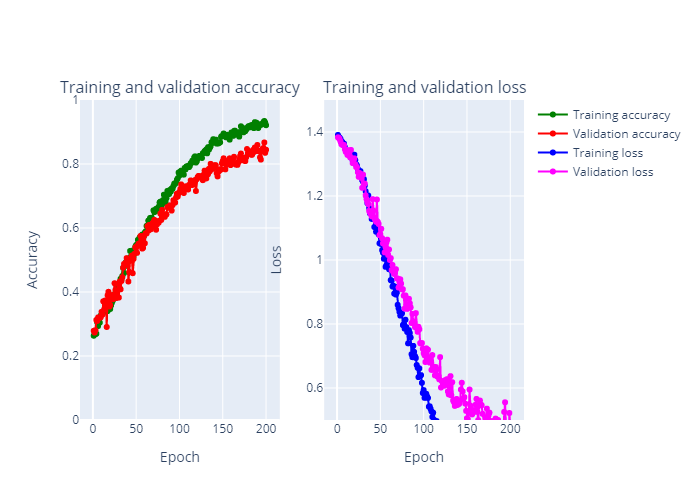 Training and validation accuracy
Training and validation loss
1
0.8
0.6
0.4
0.2
0
Accuracy
0 50 100 150 200
Epoch
1.4
1.2
1
0.8
0.6
Loss
0 50 100 150 200
Epoch
Training accuracy
Validation accuracy
Training loss
Validation loss